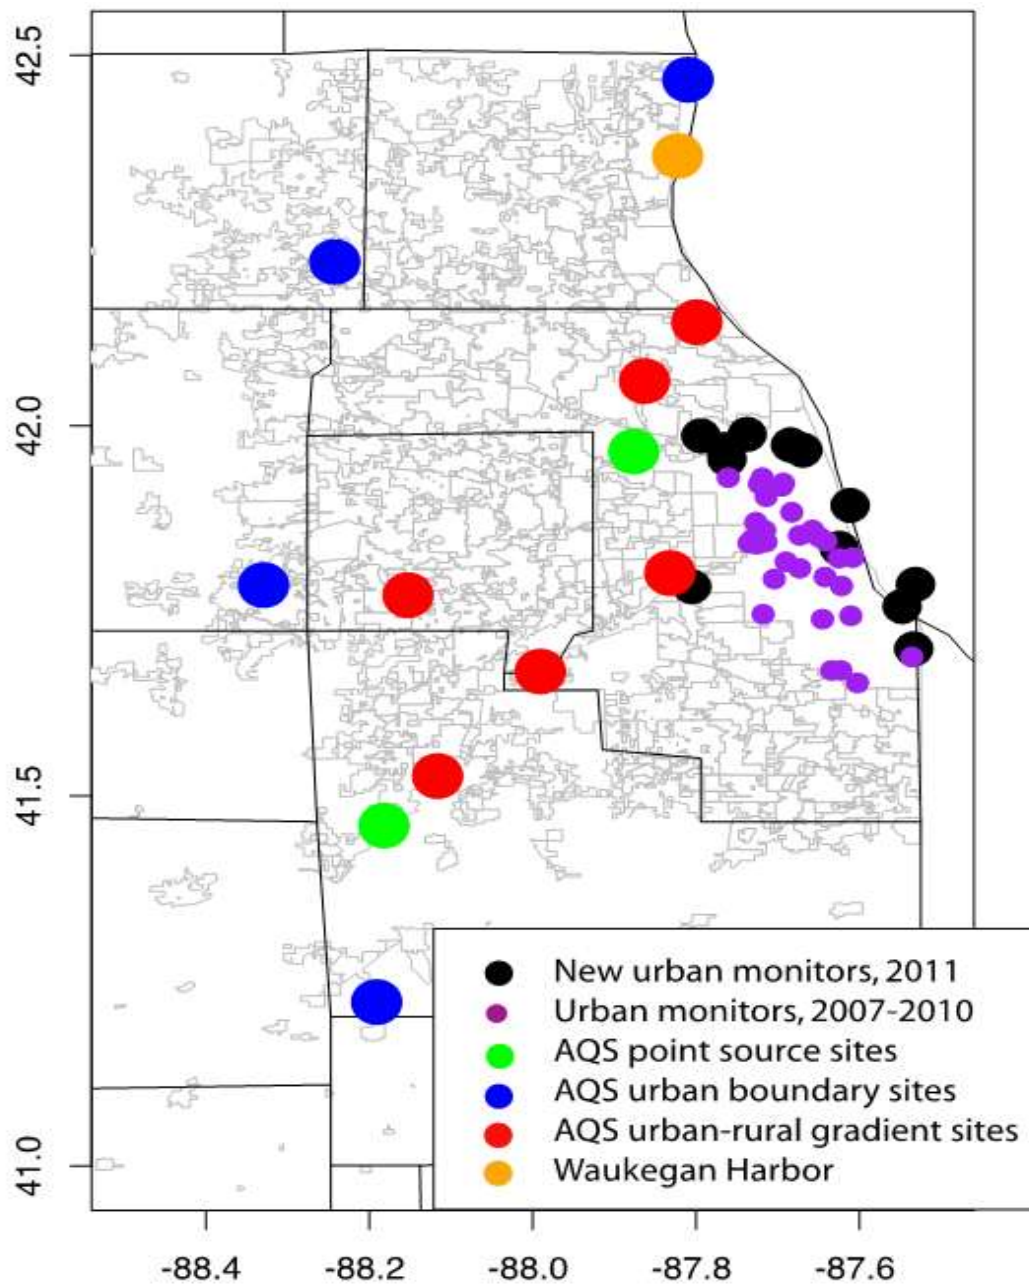 42.5
42.0
41.5
41.0
New urban monitors, 2011
Urban monitors, 2007-2010
AQS point source sites
AQS urban boundary sites
AQS urban-rural gradient sites
Waukegan Harbor
-88.4 -88.2 -88.0 -87.8 -87.6